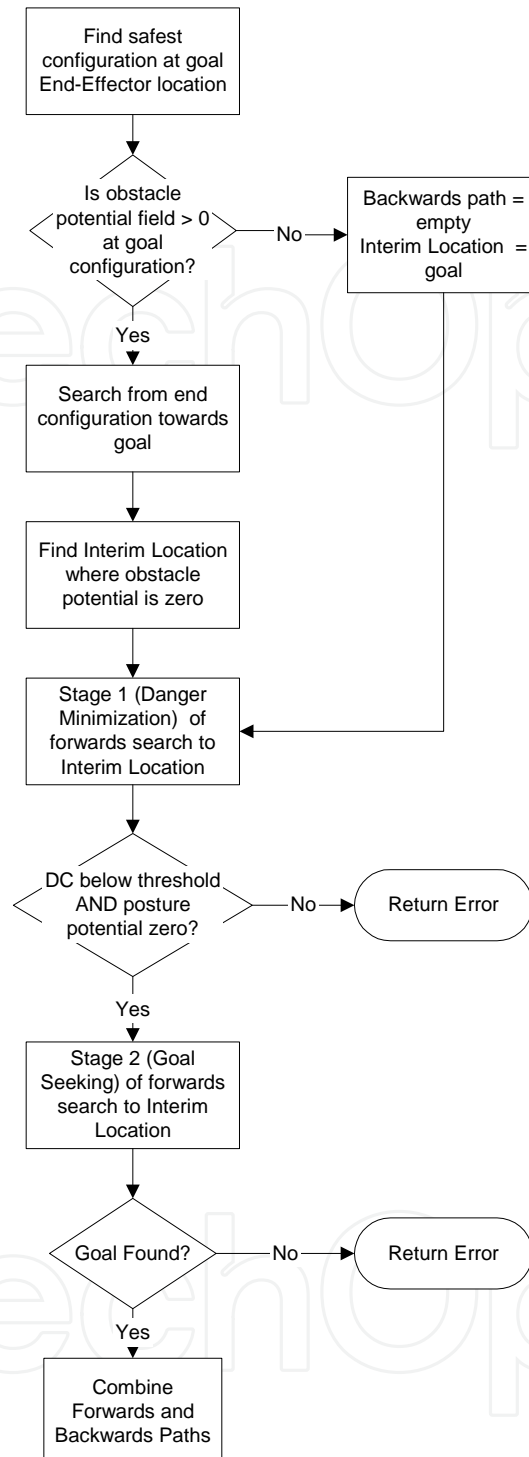 Find safest
configuration at goal
End-Effector location
Is obstacle
potential field > 0
at goal
configuration?
No
Backwards path =
empty
Interim Location =
goal
Yes
Search from end
configuration towards
goal
Find Interim Location
where obstacle
potential is zero
Stage 1 (Danger
Minimization) of
forwards search to
Interim Location
DC below threshold
AND posture
potential zero?
No
Return Error
Yes
Stage 2 (Goal
Seeking) of forwards
search to Interim
Location
Goal Found?
No
Return Error
Yes
Combine
Forwards and
Backwards Paths